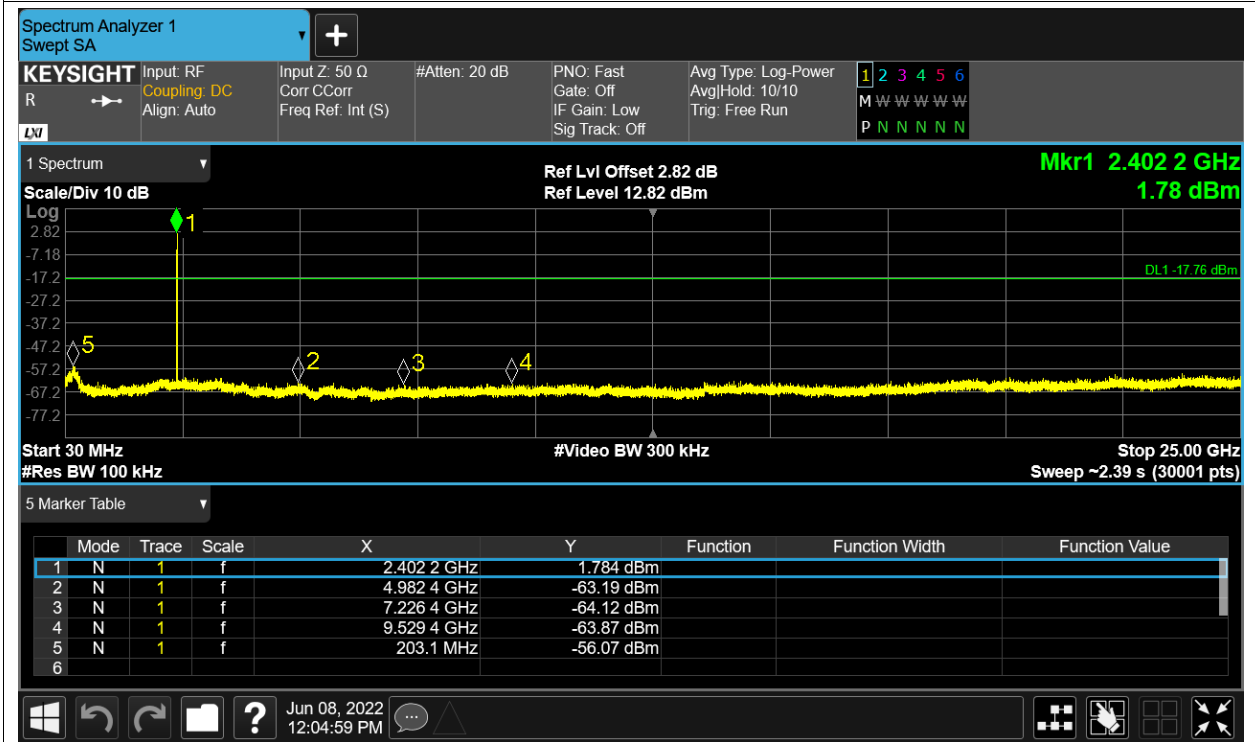 Spectrum Analyzer 1
Swept SA
KEYSIGHT
R
LXI
Input: RF
Coupling: DC
Align: Auto
Input Z: 50 Ω
Corr CCorr
Freq Ref: Int (S)
#Atten: 20 dB
PNO: Fast
Gate: Off
IF Gain: Low
Sig Track: Off
Avg Type: Log-Power
Avg|Hold: 10/10
Trig: Free Run
1 2 3 4 5 6
M W W W W W
P N N N N N
1 Spectrum
Scale/Div 10 dB
Ref Lvl Offset 2.82 dB
Ref Level 12.82 dBm
Mkr1 2.402 2 GHz
1.78 dBm
Log
2.82
-7.18
-17.2
-27.2
-37.2
-47.2
-57.2
-67.2
-77.2
1
DL1 -17.76 dBm
5
2
3
4
Start 30 MHz
#Video BW 300 kHz
Stop 25.00 GHz
#Res BW 100 kHz
Sweep ~2.39 s (30001 pts)
5 Marker Table
Mode Trace Scale X Y Function Function Width Function Value
1 N 1 f 2.402 2 GHz 1.784 dBm
2 N 1 f 4.982 4 GHz -63.19 dBm
3 N 1 f 7.226 4 GHz -64.12 dBm
4 N 1 f 9.529 4 GHz -63.87 dBm
5 N 1 f 203.1 MHz -56.07 dBm
6
?
Jun 08, 2022
12:04:59 PM